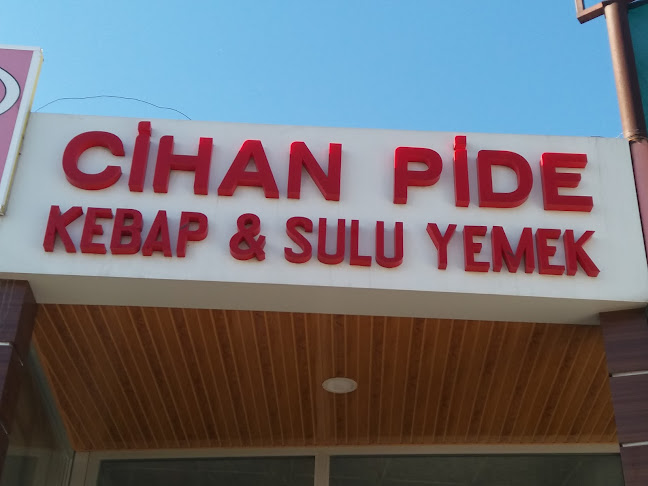 CİHAN PİDE
KEBAP & SULU YEMEK